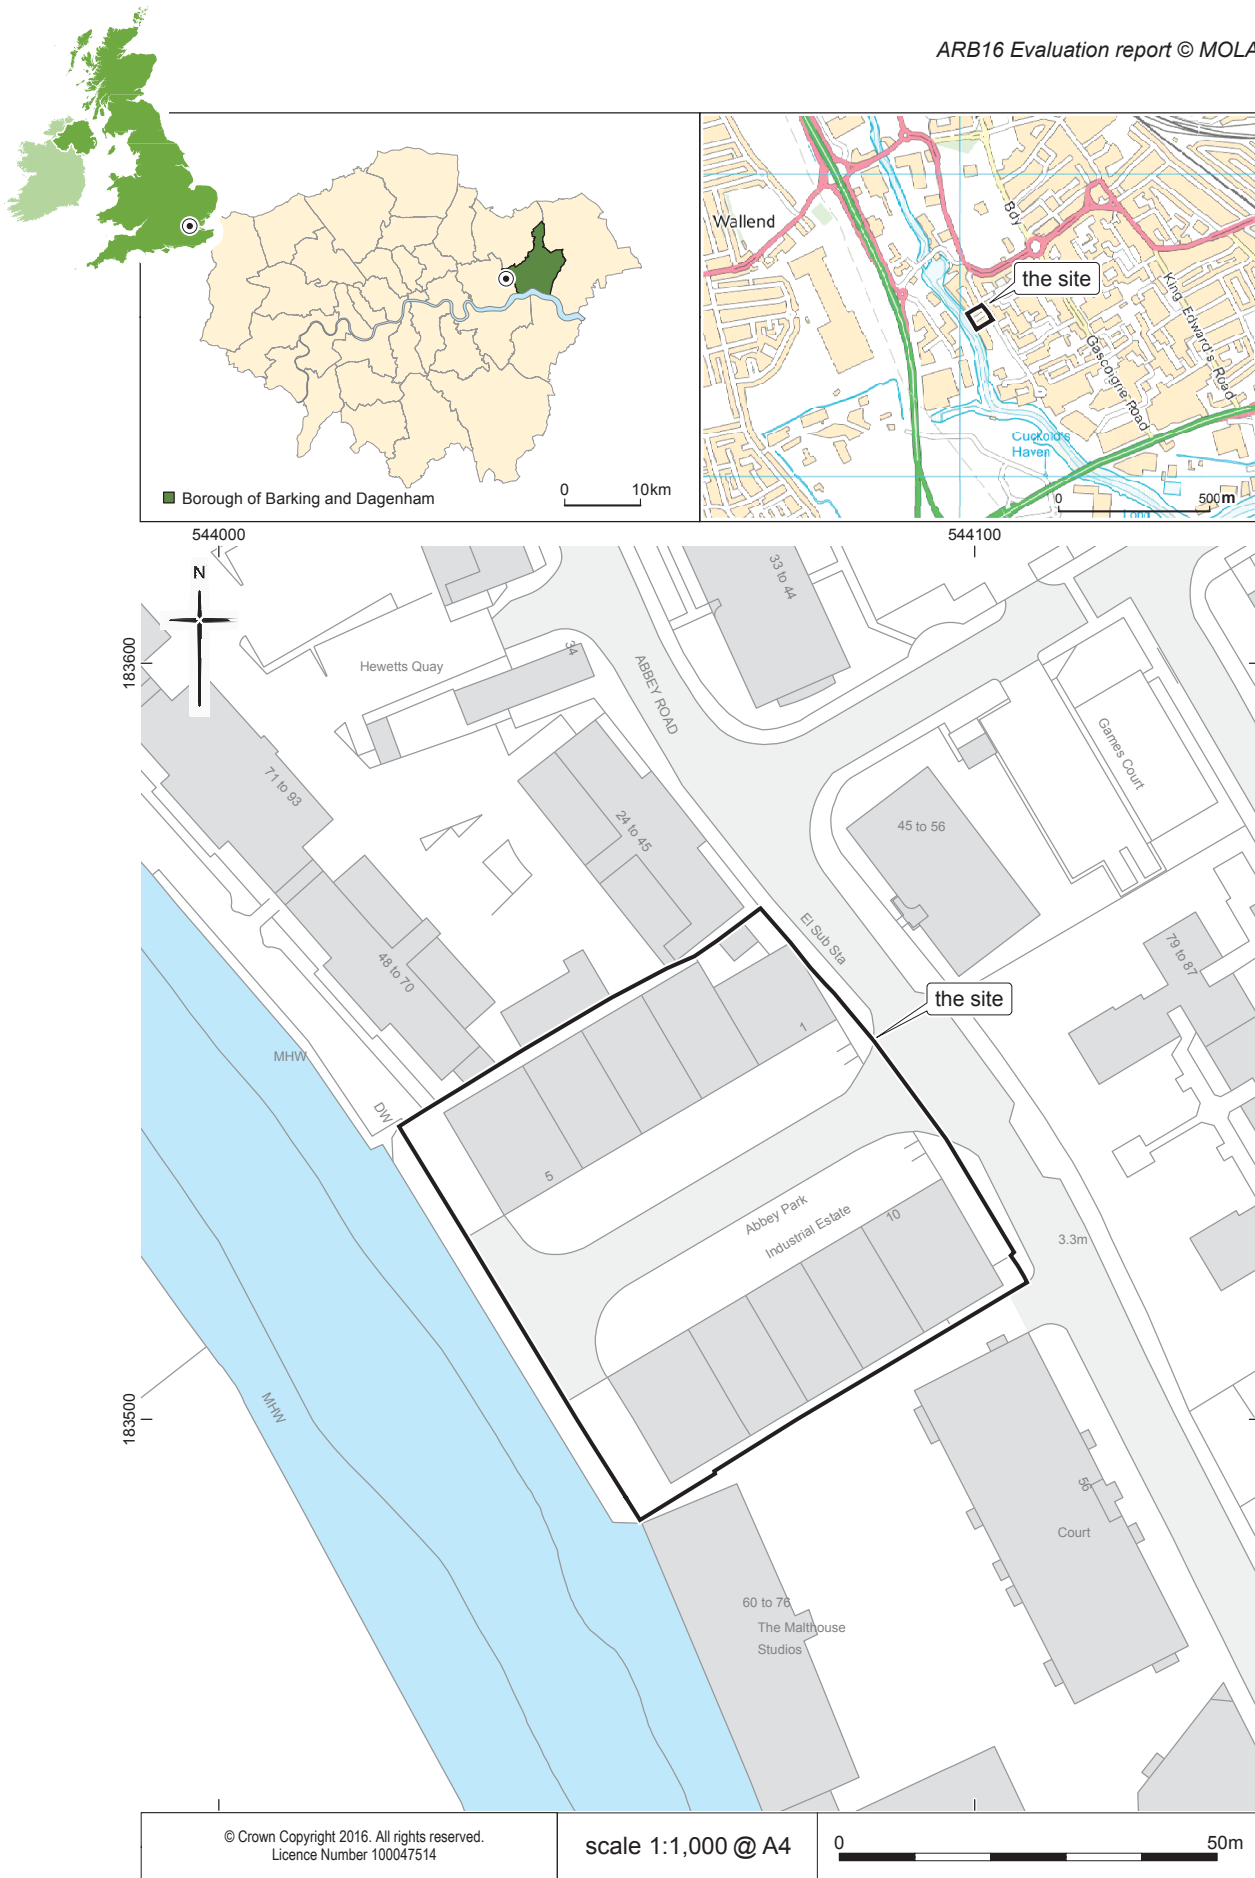 ARB16 Evaluation report © MOLA
Wallend
Bdy
the site
King Edward's Road
Gascoigne Road
Cuckold's
Haven
0
500m
Borough of Barking and Dagenham
0
10km
544000
544100
N
183600
183500
33 to 44
Hewetts Quay
34
ABBEY ROAD
Games Court
71 to 93
24 to 45
45 to 56
El Sub Sta
79 to 87
48 to 70
the site
MHW
DW
1
5
Abbey Park
Industrial Estate
10
3.3m
MHW
56
Court
60 to 76
The Malthouse
Studios
© Crown Copyright 2016. All rights reserved.
Licence Number 100047514
scale 1:1,000 @ A4
0
50m